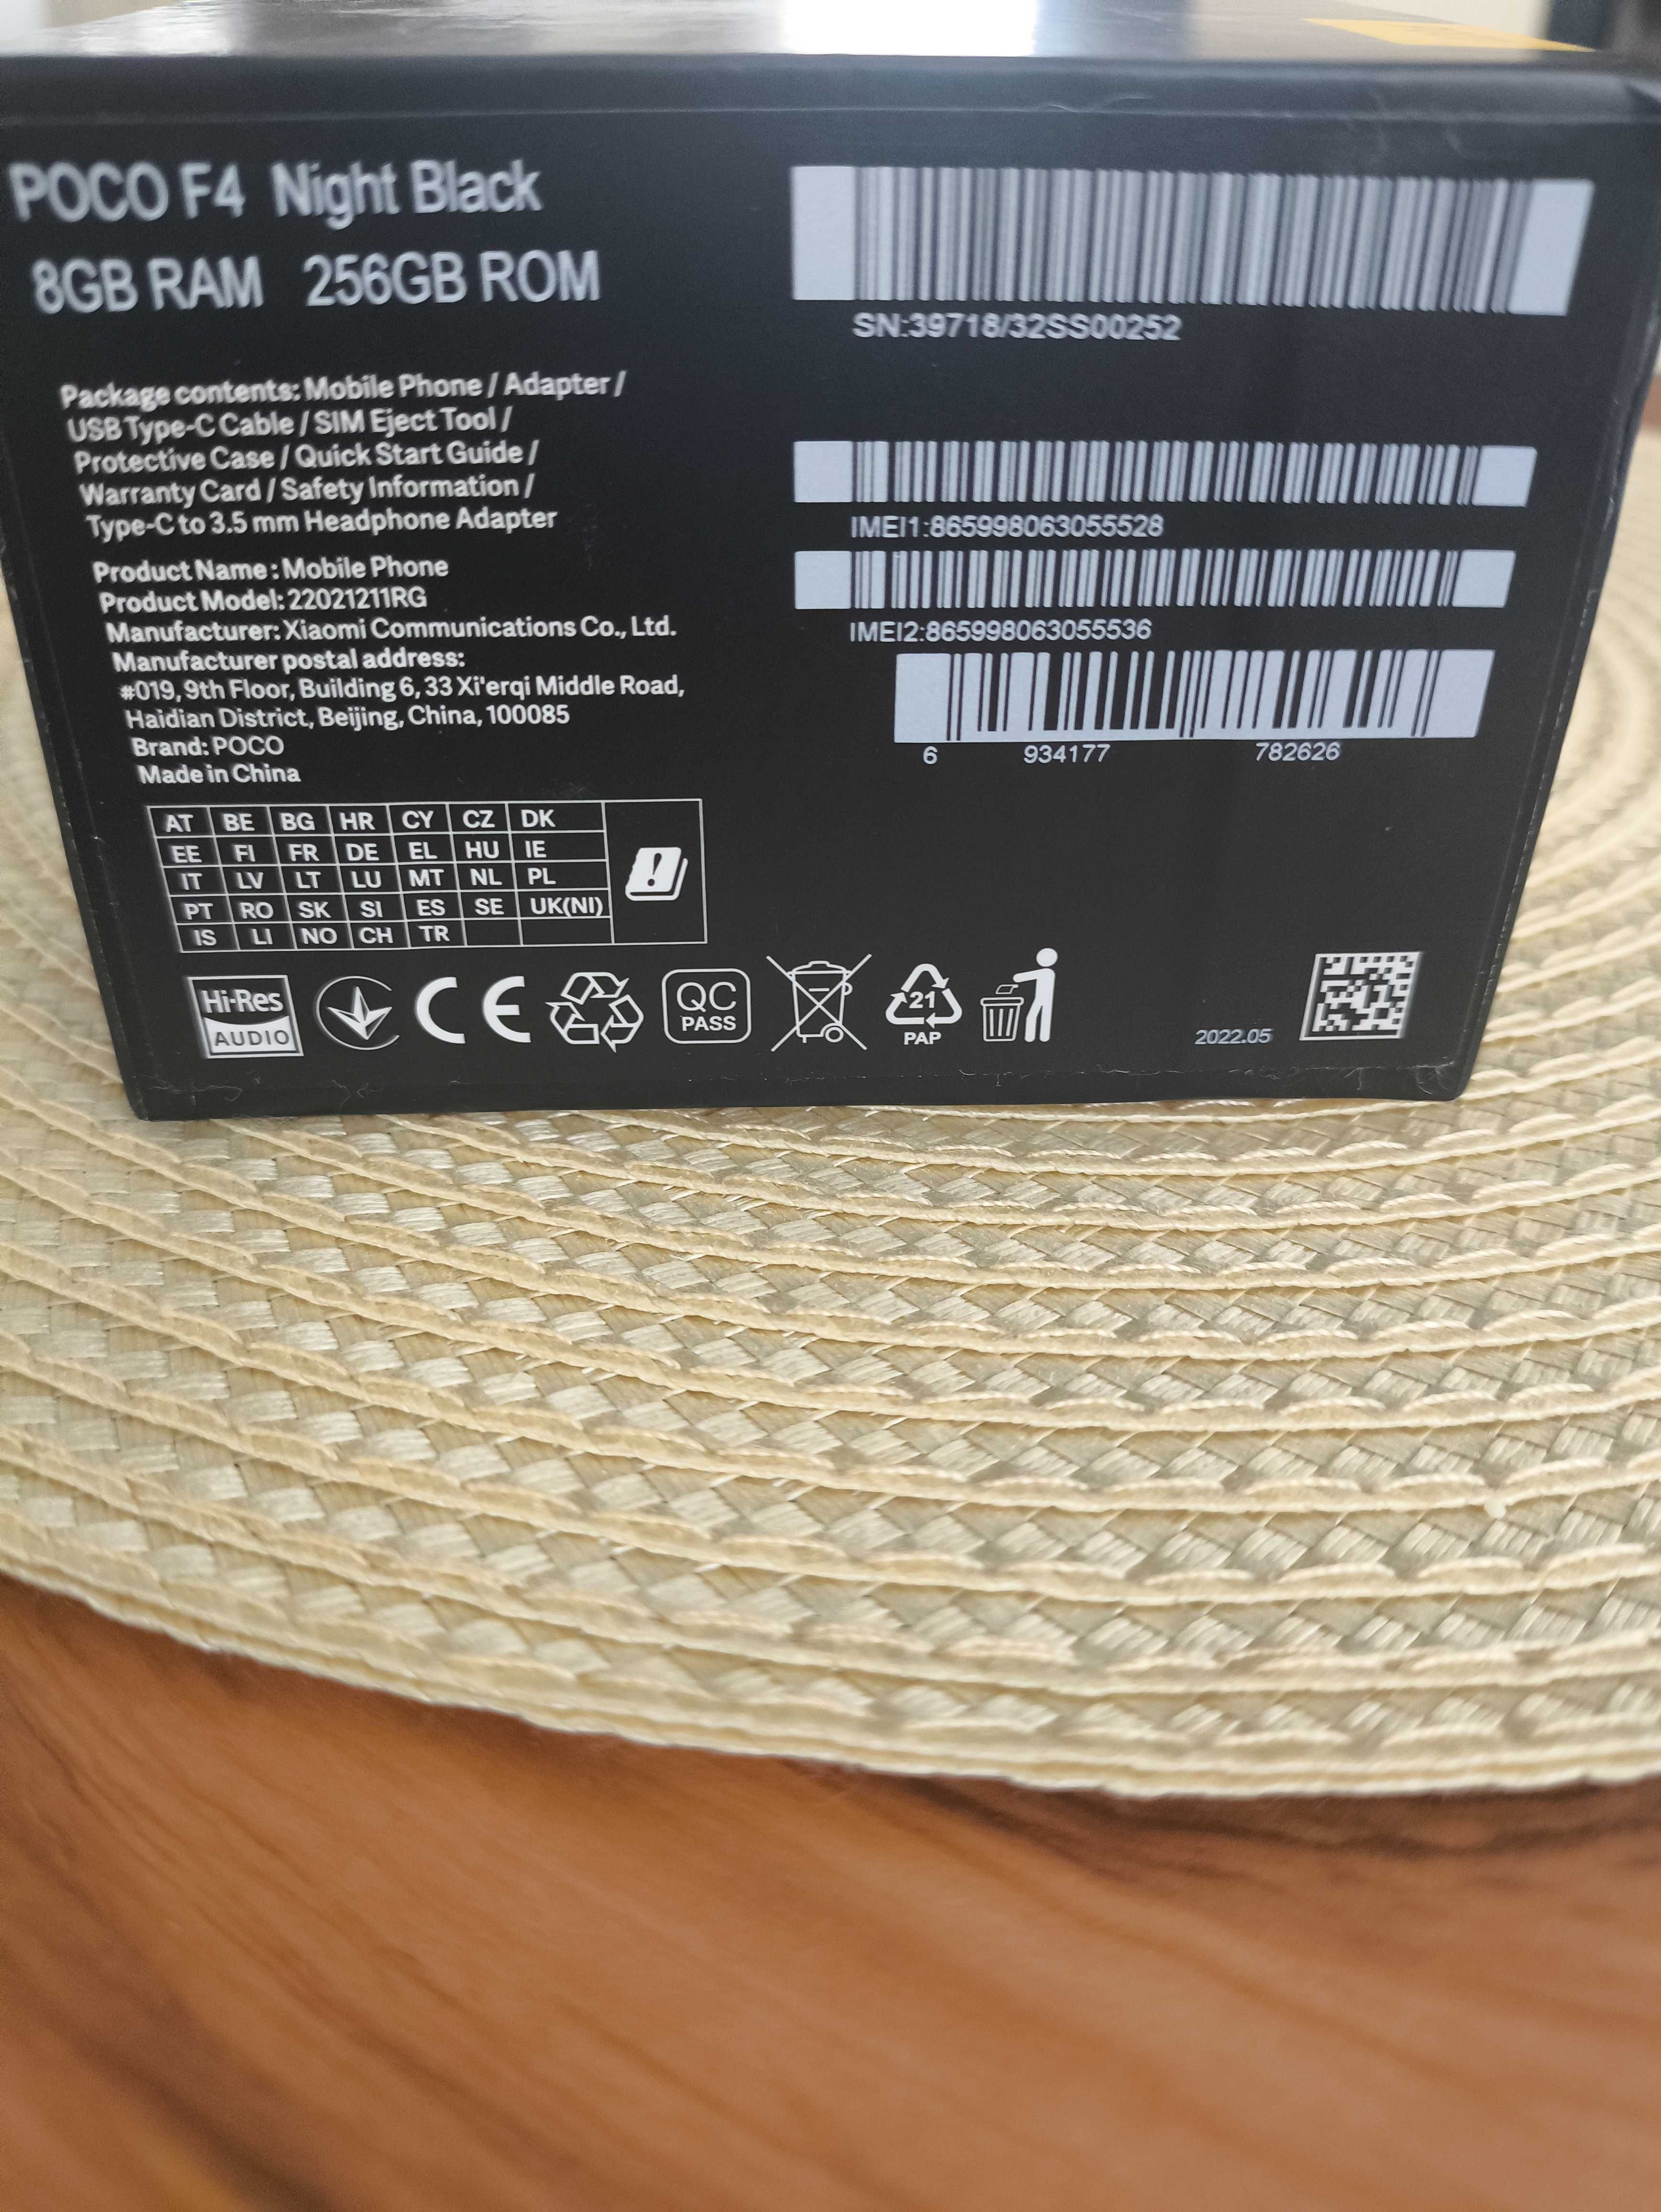 POCO F4 Night Black
8GB RAM 256GB ROM
Package contents: Mobile Phone / Adapter /
USB Type-C Cable / SIM Eject Tool /
Protective Case / Quick Start Guide /
Warranty Card / Safety Information /
Type-C to 3.5 mm Headphone Adapter
Product Name : Mobile Phone
Product Model: 22021211RG
Manufacturer: Xiaomi Communications Co., Ltd.
Manufacturer postal address:
#019, 9th Floor, Building 6, 33 Xi'erqi Middle Road,
Haidian District, Beijing, China, 100085
Brand: POCO
Made in China
AT BE BG HR CY CZ DK
EE FI FR DE EL HU IE
IT LV LT LU MT NL PL
PT RO SK SI ES SE UK(NI)
IS LI NO CH TR
Hi-Res
AUDIO
CE
QC
PASS
21
PAP
SN:39718/32SS00252
IMEI1:865998063055528
IMEI2:865998063055536
6 934177 782626
2022.05